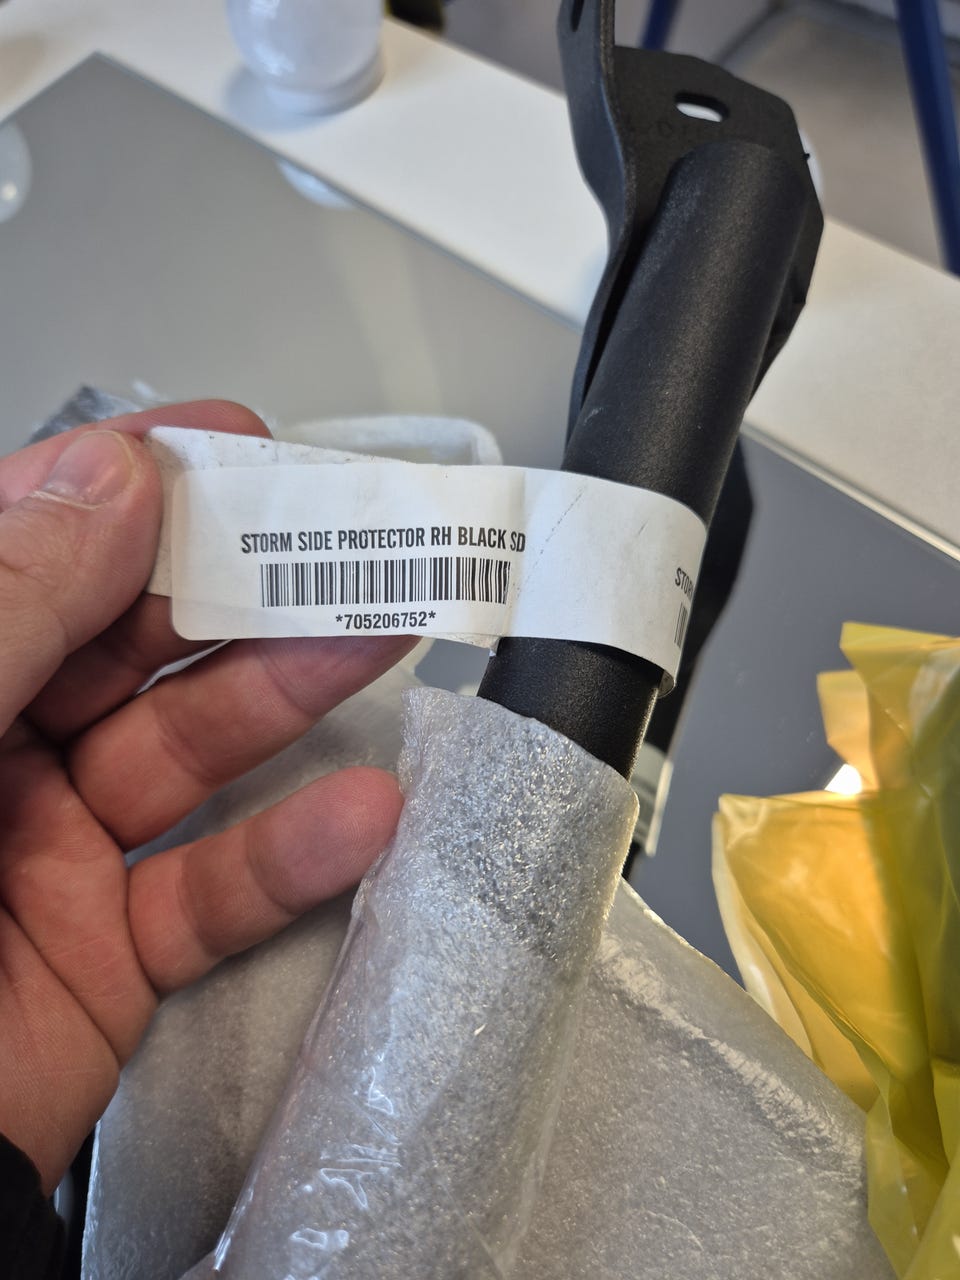 STORM SIDE PROTECTOR RH BLACK SD
*705206752*